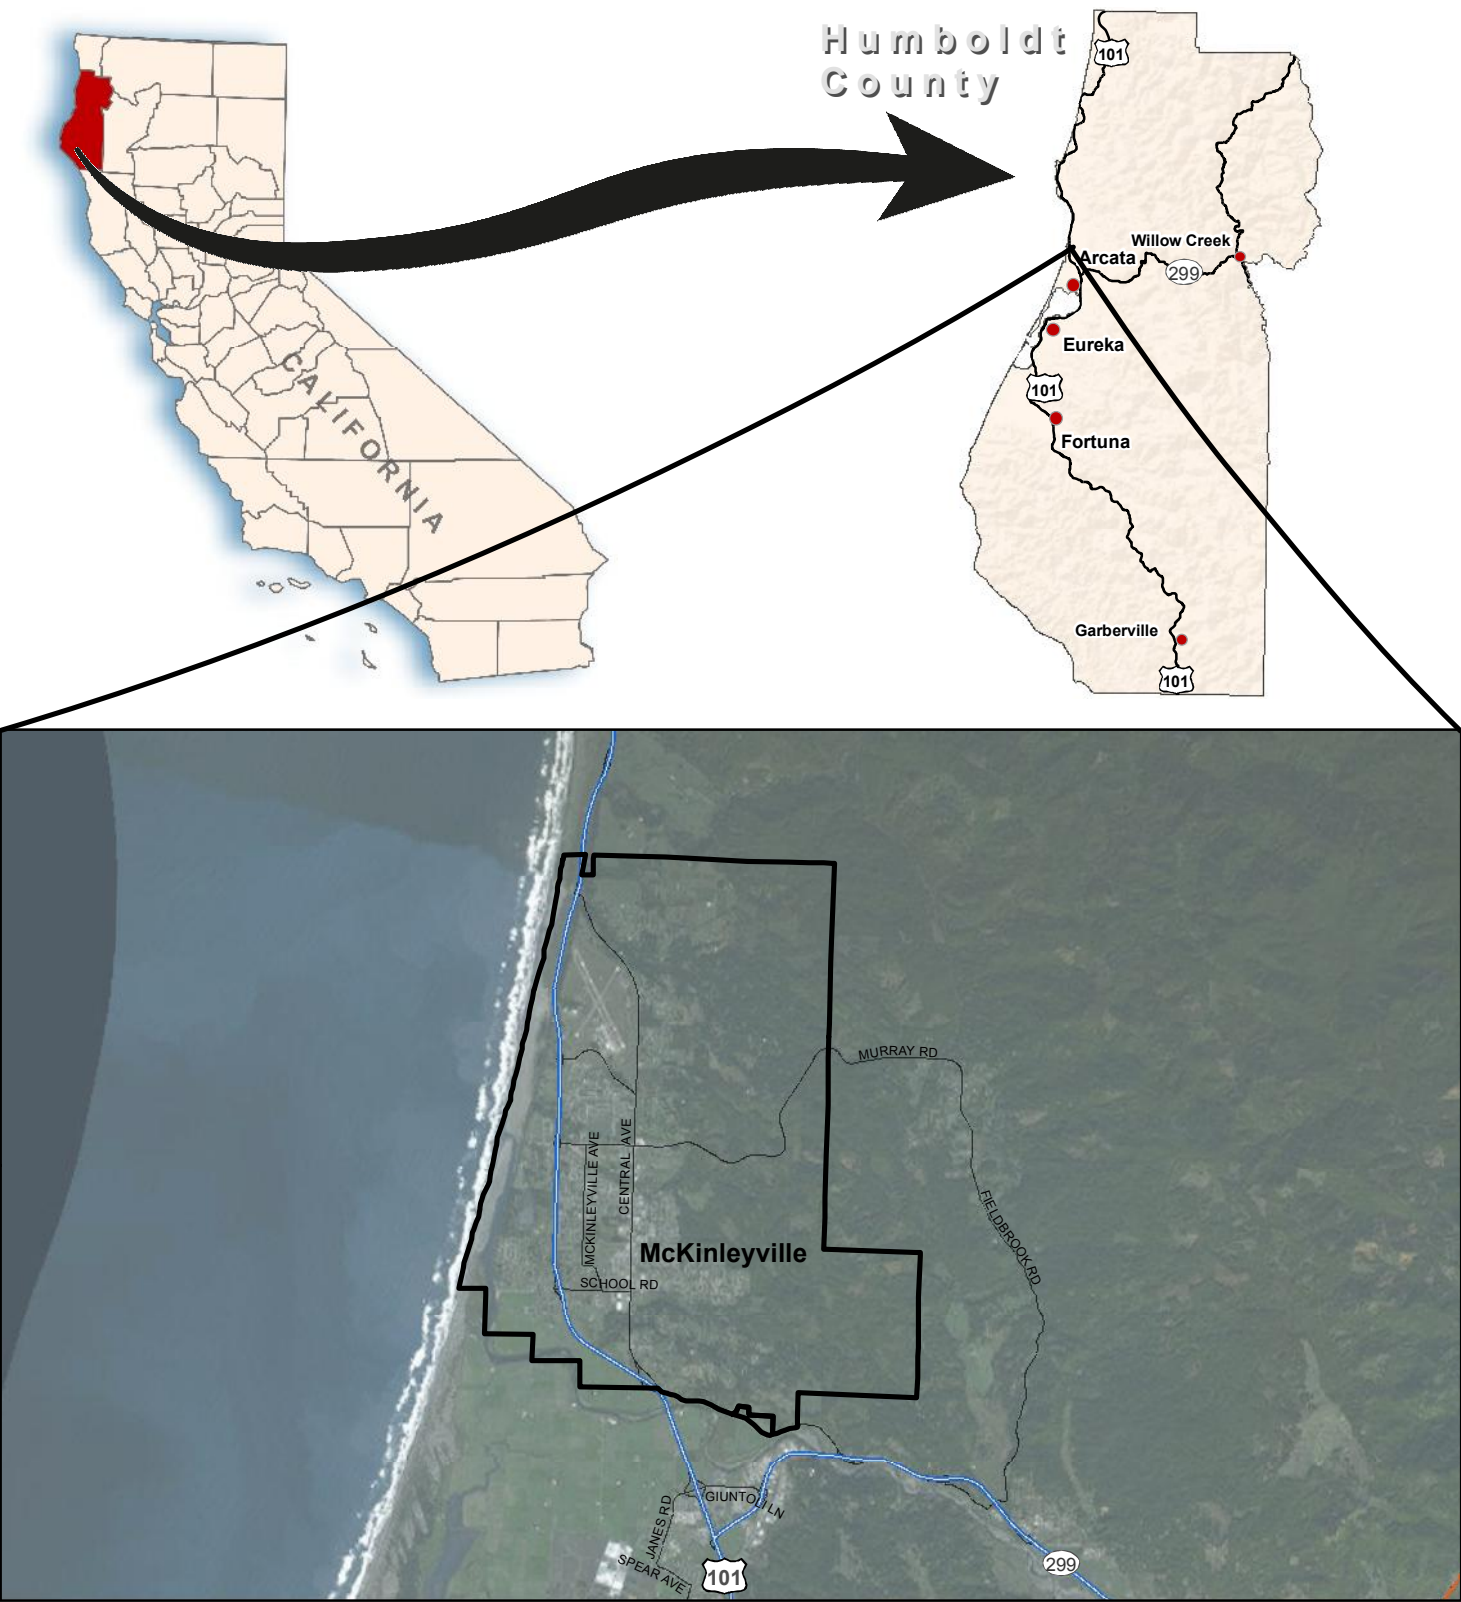 Humboldt
County
101
Willow Creek
Arcata
299
Eureka
101
CALIFORNIA
Fortuna
Garberville
101
MURRAY RD
MCKINLEYVILLE AVE
CENTRAL AVE
FIELDBROOK RD
McKinleyville
SCHOOL RD
GIUNTOLI LN
JANES RD
SPEAR AVE
101
299